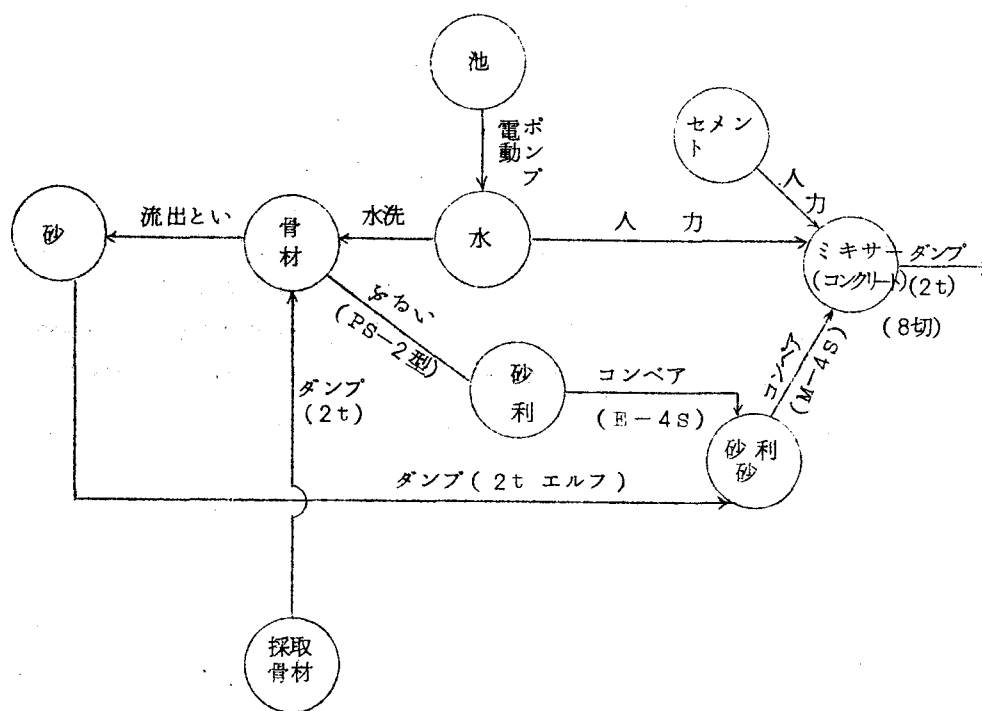 池
電動
ポンプ
セメン
ト
人力
砂
流出とい
骨
材
水洗
水
人 力
ミキサー
(コンクリート)
ダンプ
(2t)
(8切)
ふるい
(PS-2型)
砂
利
コンベア
(E-4S)
コンベア
(M-4S)
ダンプ
(2t)
砂利
砂
ダンプ(2t エルフ)
採取
骨材